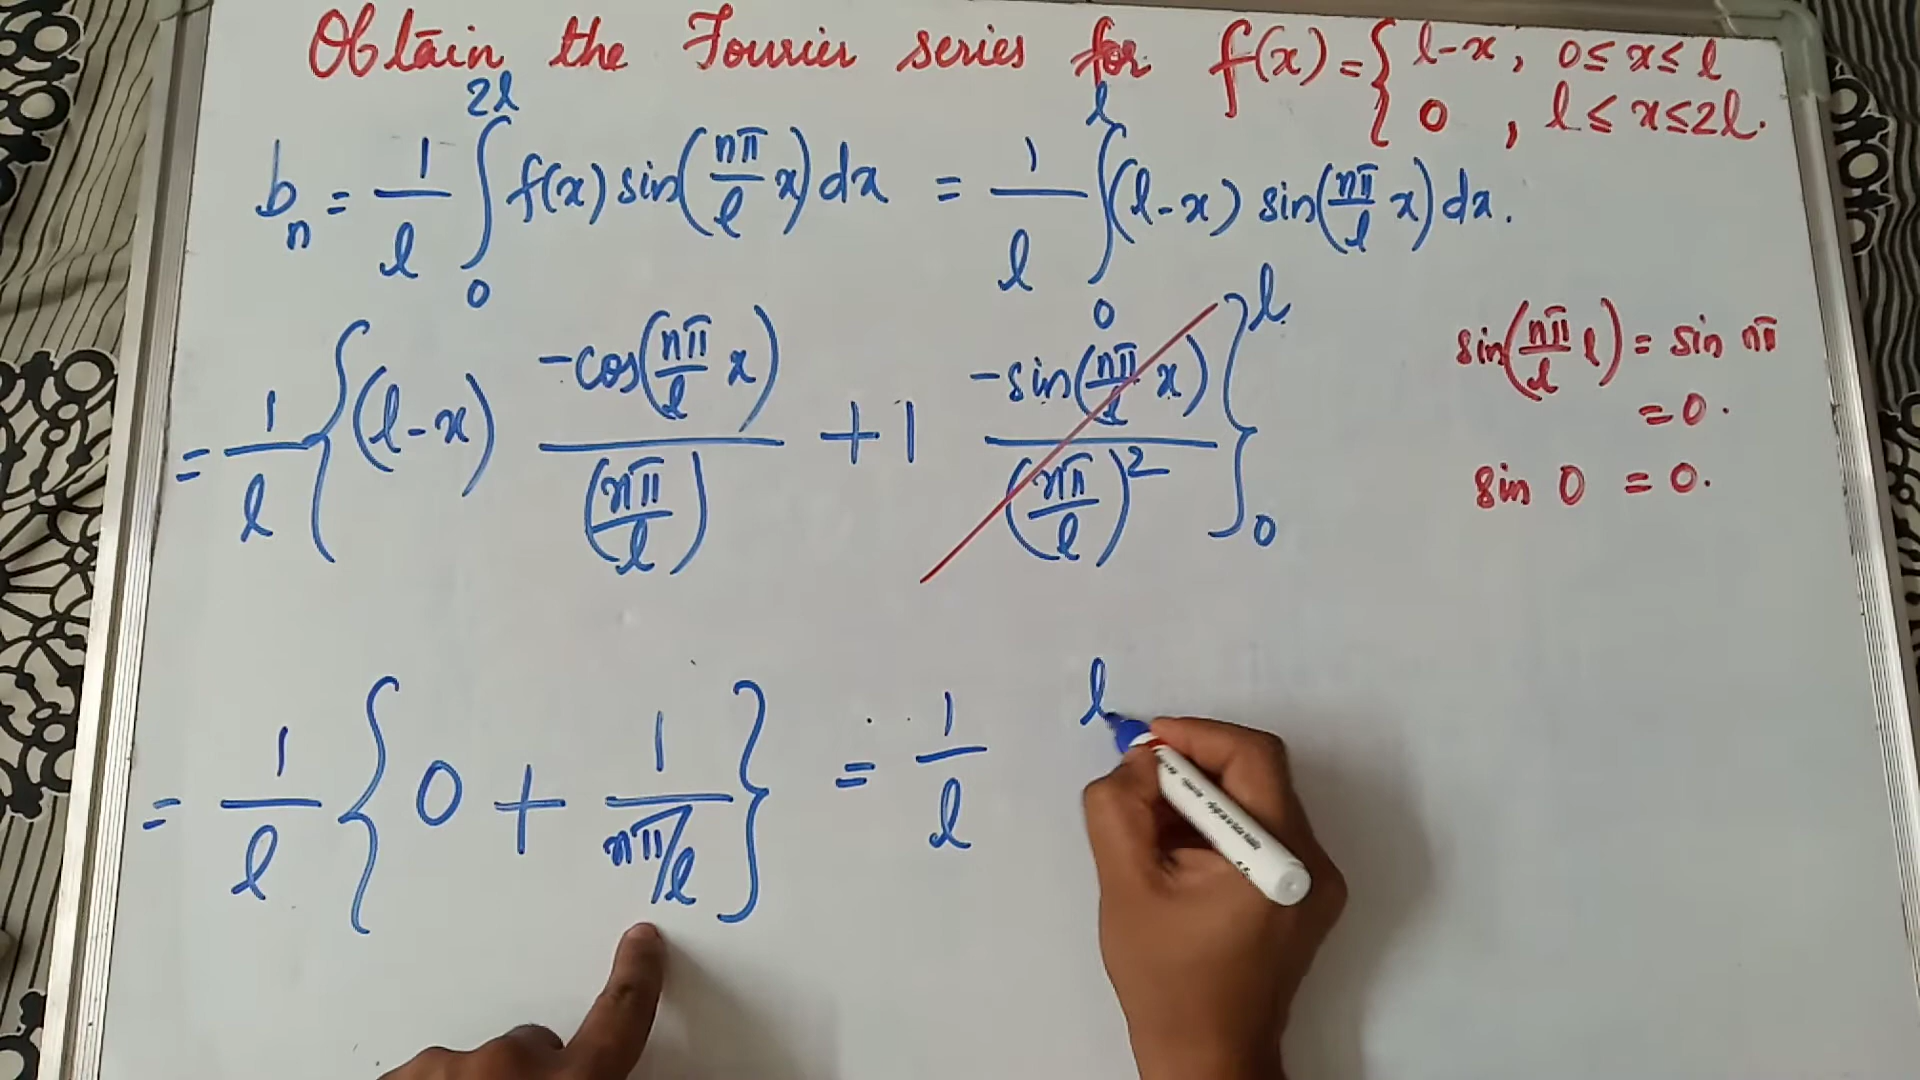 Obtain the Fourier series for f(x) = { l-x, 0 ≤ x ≤ l
0, l ≤ x ≤ 2l.
b_n = 1/l ∫_0^{2l} f(x) sin(nπ/l x) dx = 1/l ∫_0^l (l-x) sin(nπ/l x) dx.
= 1/l { (l-x) -cos(nπ/l x) / (nπ/l) + 1 -sin(nπ/l x) / (nπ/l)^2 }_0^l
sin(nπ/l l) = sin nπ
= 0.
sin 0 = 0.
= 1/l { 0 + 1/(nπ/l) } = 1/l l